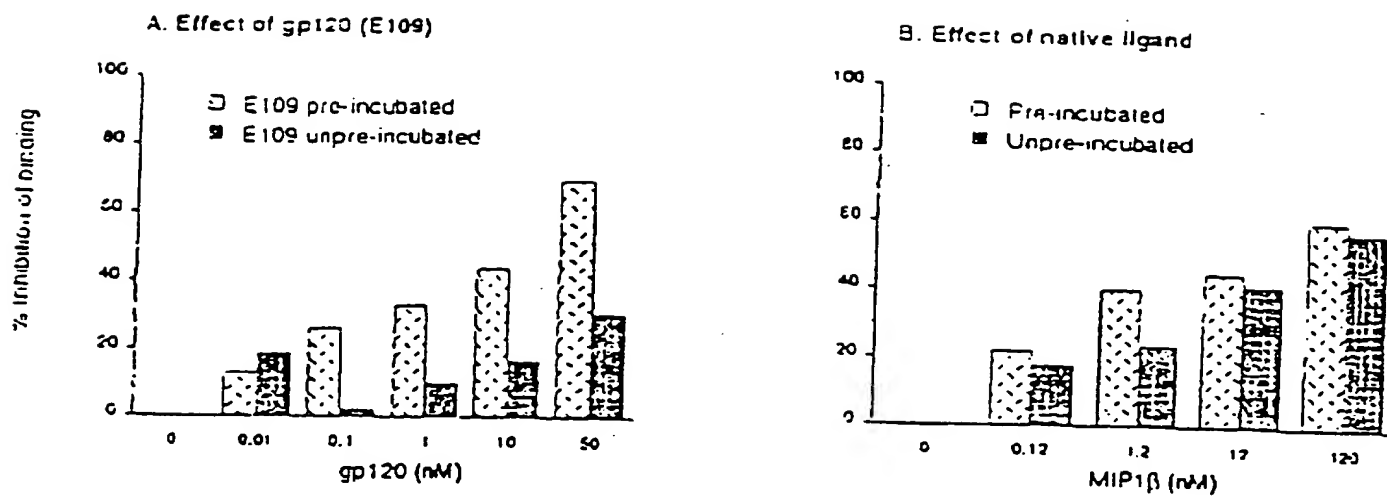 A. Effect of gp120 (E109)
% Inhibition of binding
100
80
60
40
20
0
E109 pre-incubated
E109 unpre-incubated
0 0.01 0.1 1 10 50
gp120 (nM)
B. Effect of native ligand
100
80
60
40
20
0
Pre-incubated
Unpre-incubated
0 0.12 1.2 12 120
MIP1β (nM)